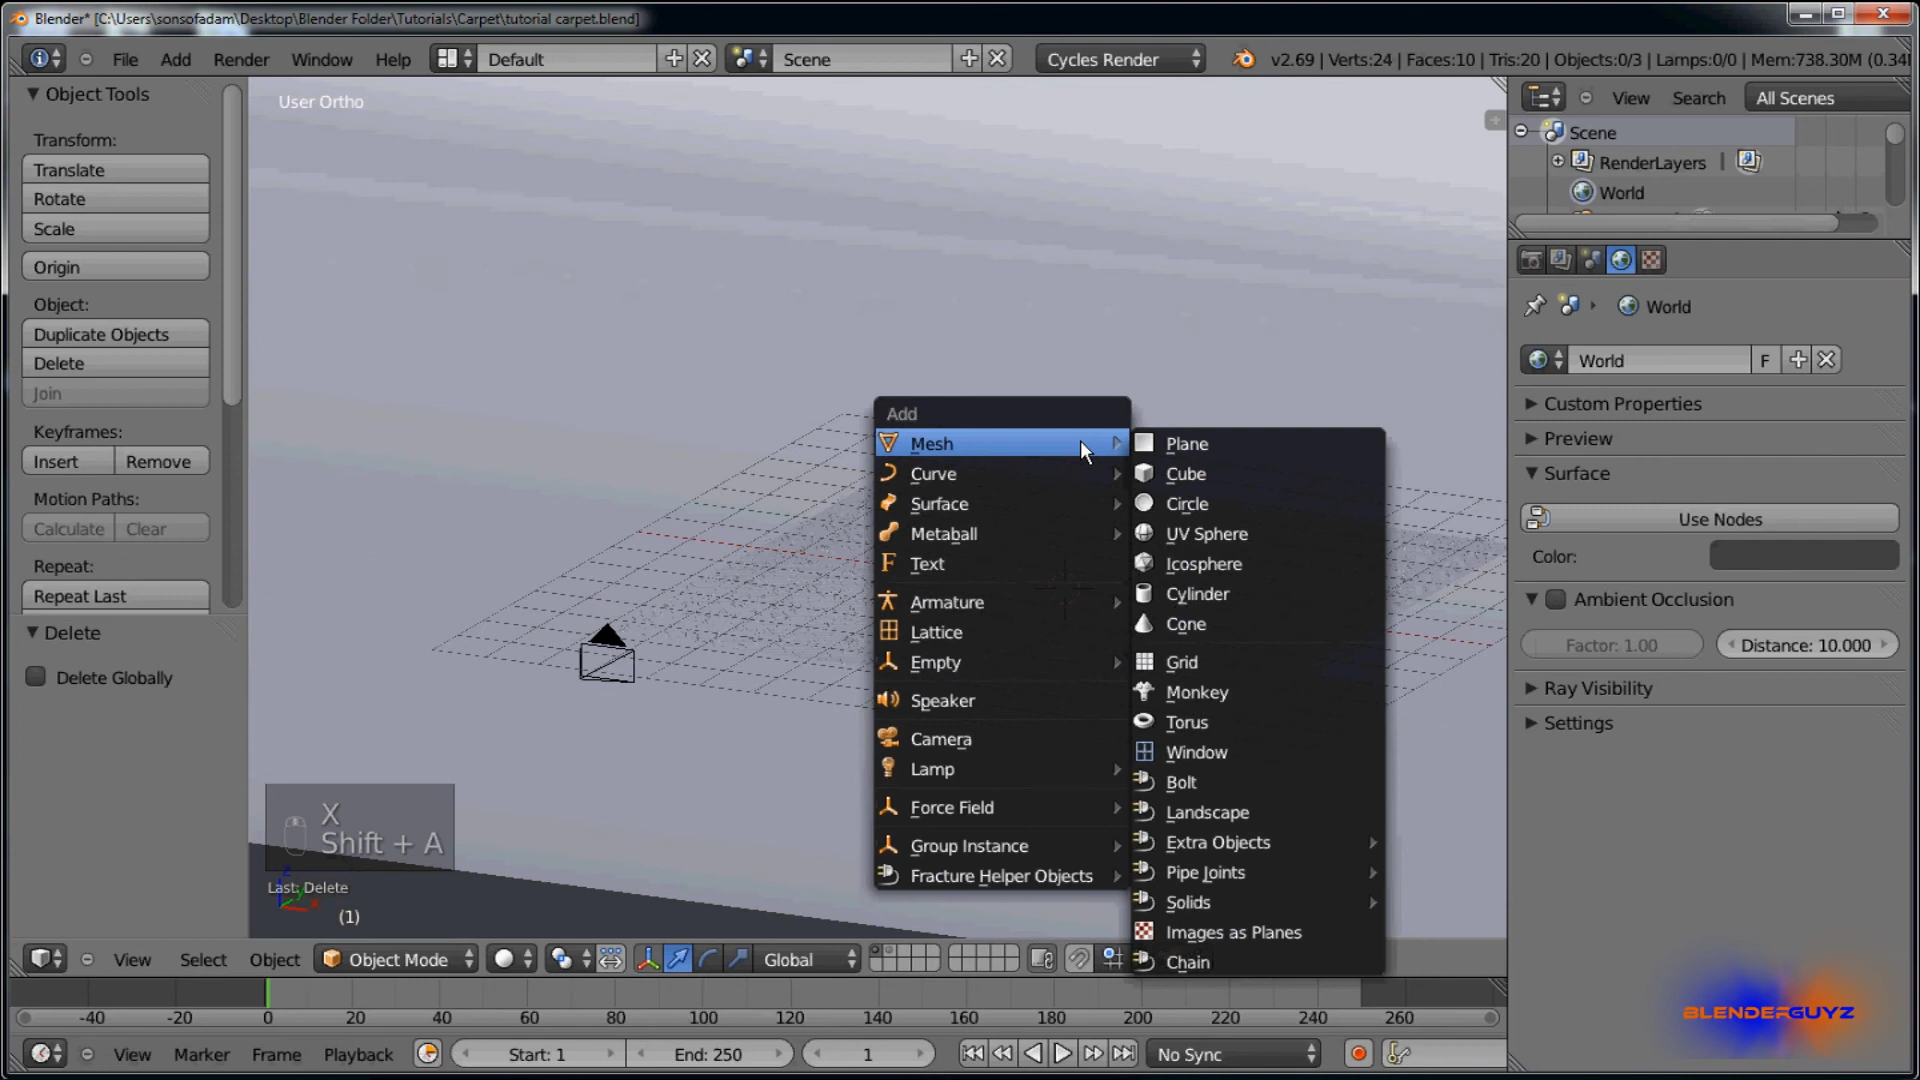 Blender* [C:\Users\sonsofadam\Desktop\Blender Folder\Tutorials\Carpet\tutorial carpet.blend]
File Add Render Window Help Default Scene Cycles Render v2.69 | Verts:24 | Faces:10 | Tris:20 | Objects:0/3 | Lamps:0/0 | Mem:738.30M (0.34
Object Tools
User Ortho
View Search All Scenes
Scene
RenderLayers
World
Transform:
Translate
Rotate
Scale
Origin
Object:
Duplicate Objects
Delete
Join
Keyframes:
Insert Remove
Motion Paths:
Calculate Clear
Repeat:
Repeat Last
Delete
Delete Globally
Add
Mesh
Curve
Surface
Metaball
Text
Armature
Lattice
Empty
Speaker
Camera
Lamp
Force Field
Group Instance
Fracture Helper Objects
Plane
Cube
Circle
UV Sphere
Icosphere
Cylinder
Cone
Grid
Monkey
Torus
Window
Bolt
Landscape
Extra Objects
Pipe Joints
Solids
Images as Planes
Chain
World
World F
Custom Properties
Preview
Surface
Use Nodes
Color:
Ambient Occlusion
Factor: 1.00 Distance: 10.000
Ray Visibility
Settings
X
Shift + A
Last: Delete
z
y
x
(1)
View Select Object Object Mode Global
BLENDERGUYZ
-40 -20 0 20 40 60 80 100 120 140 160 180 200 220 240 260
View Marker Frame Playback Start: 1 End: 250 1 No Sync